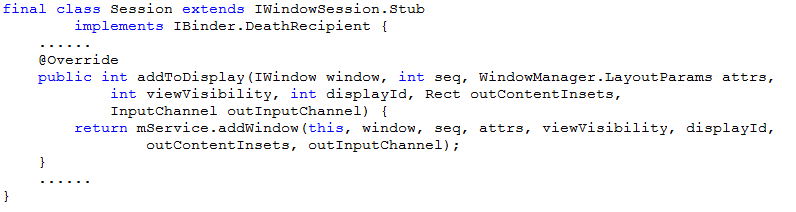 final class Session extends IWindowSession.Stub
        implements IBinder.DeathRecipient {
    ......
    @Override
    public int addToDisplay(IWindow window, int seq, WindowManager.LayoutParams attrs,
            int viewVisibility, int displayId, Rect outContentInsets,
            InputChannel outInputChannel) {
        return mService.addWindow(this, window, seq, attrs, viewVisibility, displayId,
                outContentInsets, outInputChannel);
    }
    ......
}